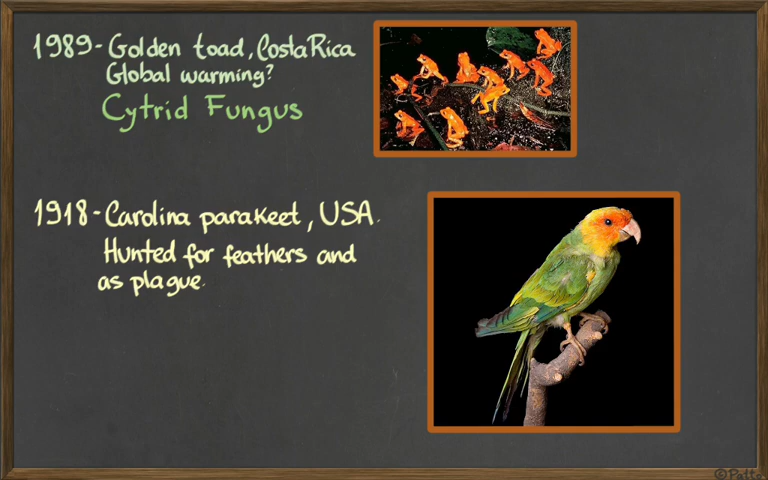 1989- Golden toad, Costa Rica
Global warming?
Cytrid Fungus
1918- Carolina parakeet, USA.
Hunted for feathers and
as plague.